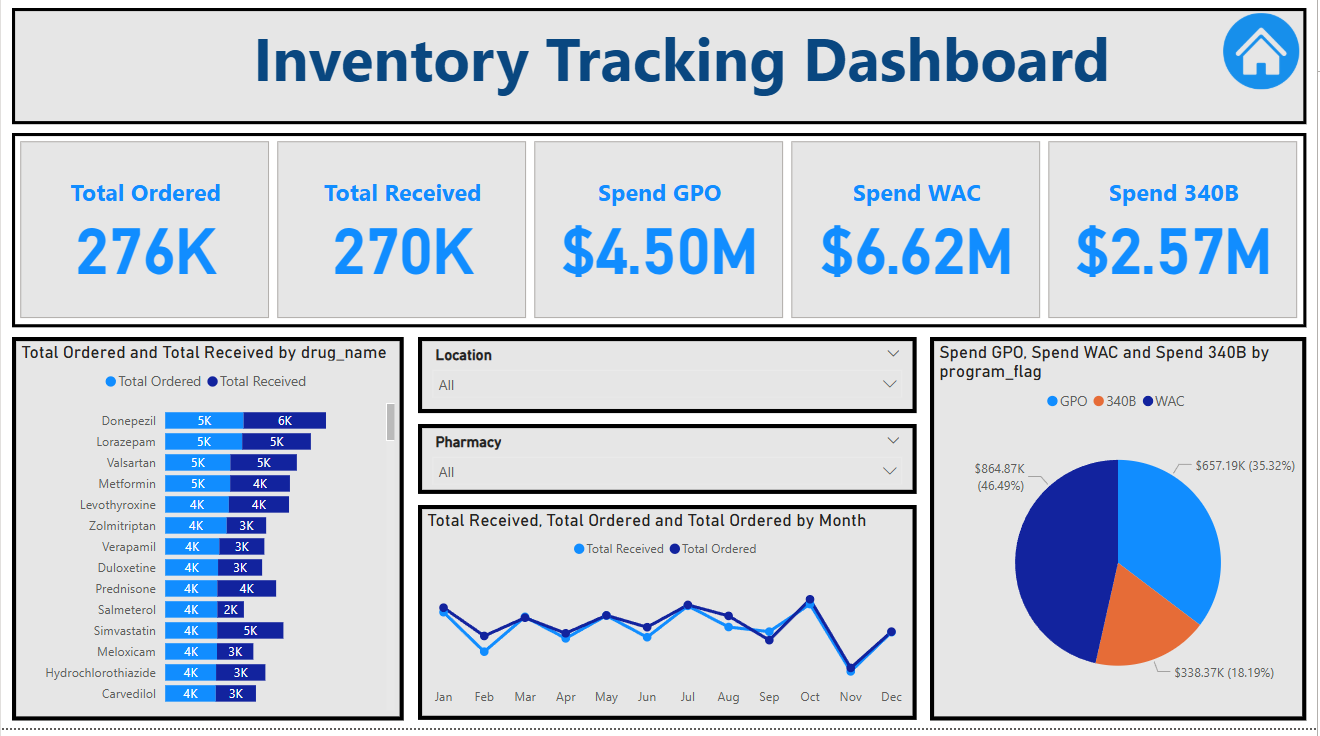 Inventory Tracking Dashboard
Total Ordered
276K
Total Received
270K
Spend GPO
$4.50M
Spend WAC
$6.62M
Spend 340B
$2.57M
Total Ordered and Total Received by drug_name
Total Ordered Total Received
Donepezil 5K 6K
Lorazepam 5K 5K
Valsartan 5K 5K
Metformin 5K 4K
Levothyroxine 4K 4K
Zolmitriptan 4K 3K
Verapamil 4K 3K
Duloxetine 4K 3K
Prednisone 4K 4K
Salmeterol 4K 2K
Simvastatin 4K 5K
Meloxicam 4K 3K
Hydrochlorothiazide 4K 3K
Carvedilol 4K 3K
Location
All
Pharmacy
All
Total Received, Total Ordered and Total Ordered by Month
Total Received Total Ordered
Jan Feb Mar Apr May Jun Jul Aug Sep Oct Nov Dec
Spend GPO, Spend WAC and Spend 340B by
program_flag
GPO 340B WAC
$864.87K
(46.49%)
$657.19K (35.32%)
$338.37K (18.19%)